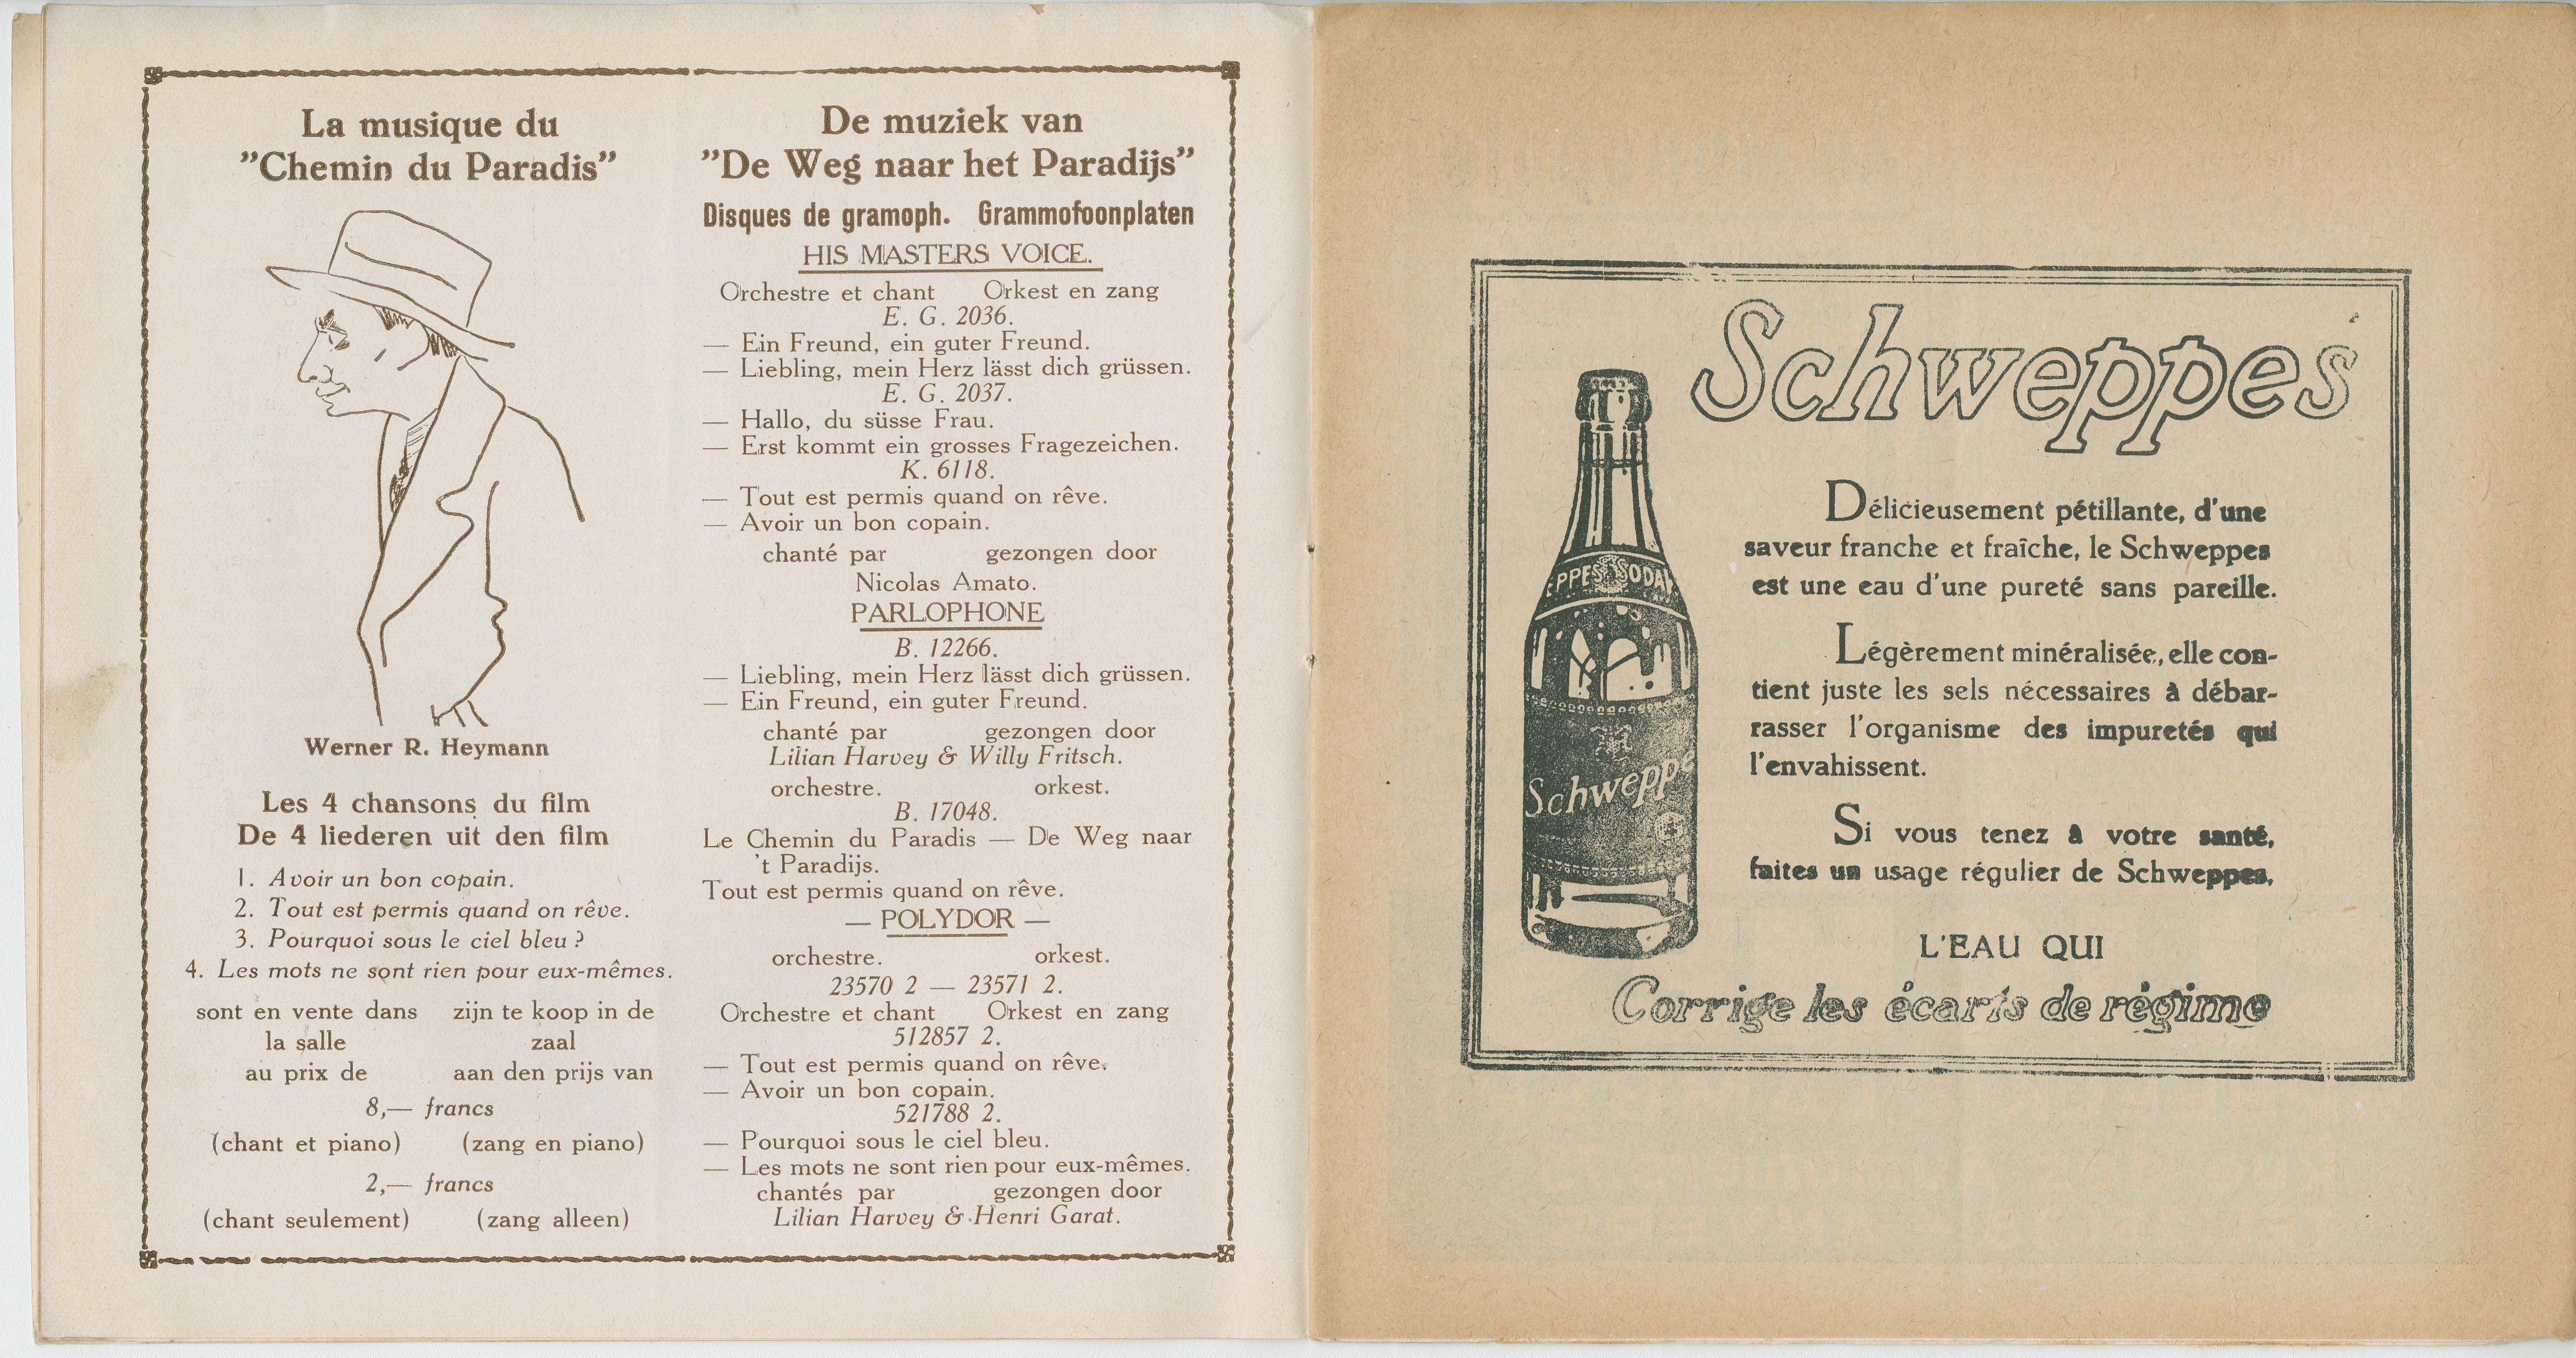 La musique du
"Chemin du Paradis"
Werner R. Heymann
Les 4 chansons du film
De 4 liederen uit den film
1. Avoir un bon copain.
2. Tout est permis quand on rêve.
3. Pourquoi sous le ciel bleu ?
4. Les mots ne sont rien pour eux-mêmes.
sont en vente dans zijn te koop in de
la salle zaal
au prix de aan den prijs van
8,— francs
(chant et piano) (zang en piano)
2,— francs
(chant seulement) (zang alleen)
De muziek van
"De Weg naar het Paradijs"
Disques de gramoph. Grammofoonplaten
HIS MASTERS VOICE.
Orchestre et chant Orkest en zang
E. G. 2036.
— Ein Freund, ein guter Freund.
— Liebling, mein Herz lässt dich grüssen.
E. G. 2037.
— Hallo, du süsse Frau.
— Erst kommt ein grosses Fragezeichen.
K. 6118.
— Tout est permis quand on rêve.
— Avoir un bon copain.
chanté par gezongen door
Nicolas Amato.
PARLOPHONE
B. 12266.
— Liebling, mein Herz lässt dich grüssen.
— Ein Freund, ein guter Freund.
chanté par gezongen door
Lilian Harvey & Willy Fritsch.
orchestre. orkest.
B. 17048.
Le Chemin du Paradis — De Weg naar
't Paradijs.
Tout est permis quand on rêve.
— POLYDOR —
orchestre. orkest.
23570 2 — 23571 2.
Orchestre et chant Orkest en zang
512857 2.
— Tout est permis quand on rêve.
— Avoir un bon copain.
521788 2.
— Pourquoi sous le ciel bleu.
— Les mots ne sont rien pour eux-mêmes.
chantés par gezongen door
Lilian Harvey & Henri Garat.
Schweppes
EPPES SODA
Schweppe
Délicieusement pétillante, d'une
saveur franche et fraîche, le Schweppes
est une eau d'une pureté sans pareille.
Légèrement minéralisée, elle con-
tient juste les sels nécessaires à débar-
rasser l'organisme des impuretés qui
l'envahissent.
Si vous tenez à votre santé,
faites un usage régulier de Schweppes,
L'EAU QUI
Corrige les écarts de régime